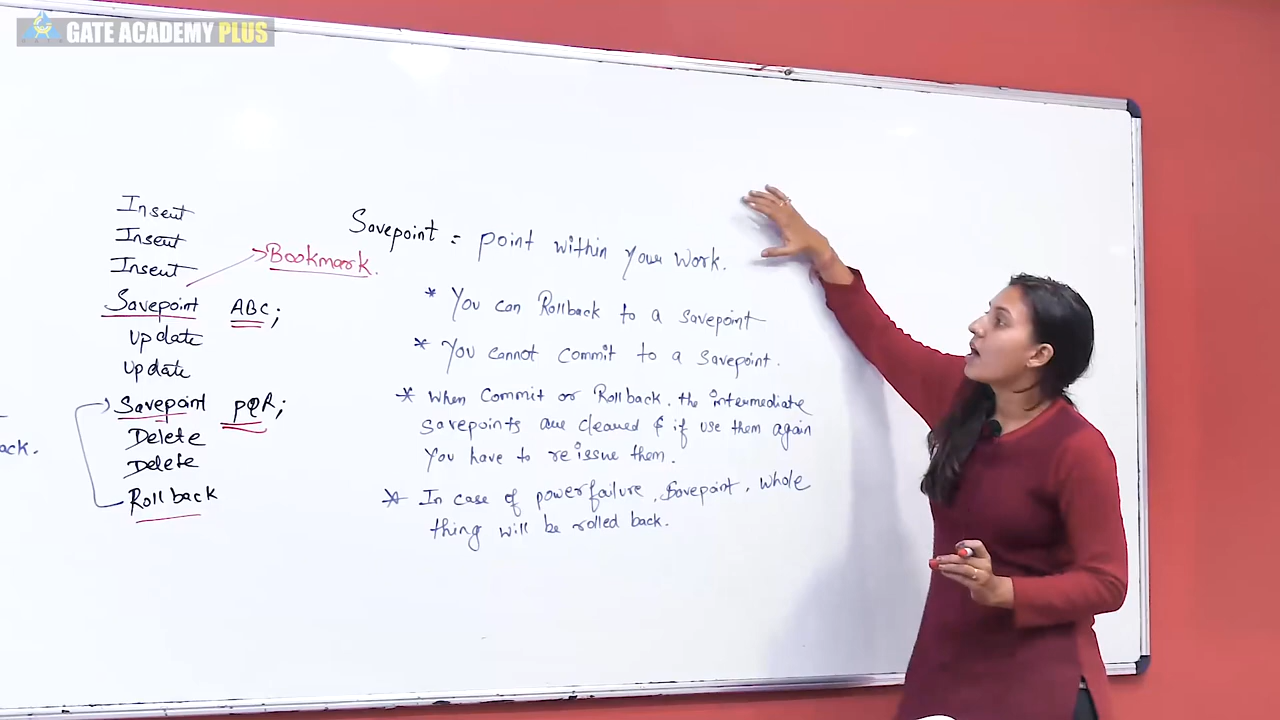 GATE ACADEMY PLUS
Insert
Insert
Insert
Bookmark.
Savepoint ABC;
Update
Update
Savepoint PQR;
Delete
Delete
Rollback
ack.
Savepoint = point within your work.
* You can Rollback to a savepoint
* You cannot commit to a savepoint.
* When Commit or Rollback, the intermediate
savepoints are cleared & if use them again
you have to reissue them.
* In case of powerfailure, Savepoint, whole
thing will be rolled back.